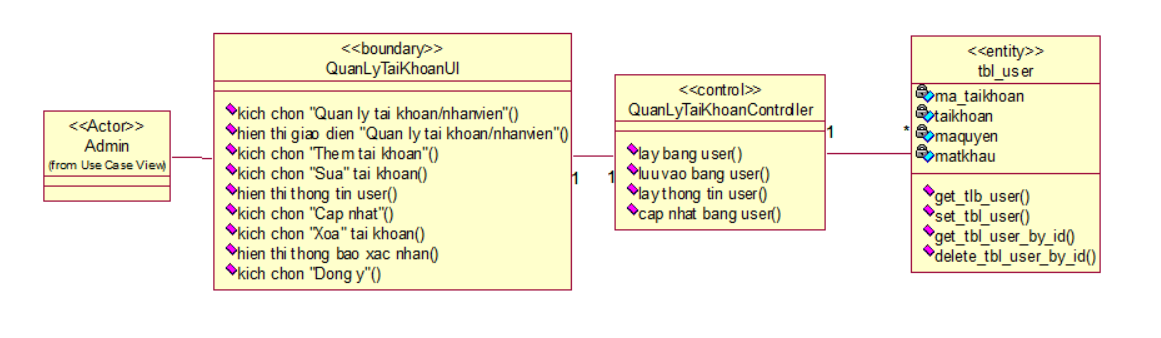 <<Actor>>
Admin
(from Use Case View)
<<boundary>>
QuanLyTaiKhoanUI
kich chon "Quan ly tai khoan/nhanvien"()
hien thi giao dien "Quan ly tai khoan/nhanvien"()
kich chon "Them tai khoan"()
kich chon "Sua" tai khoan()
hien thi thong tin user()
kich chon "Cap nhat"()
kich chon "Xoa" tai khoan()
hien thi thong bao xac nhan()
kich chon "Dong y"()
1
1
<<control>>
QuanLyTaiKhoanController
lay bang user()
luu vao bang user()
lay thong tin user()
cap nhat bang user()
1
*
<<entity>>
tbl_user
ma_taikhoan
taikhoan
maquyen
matkhau
get_tlb_user()
set_tbl_user()
get_tbl_user_by_id()
delete_tbl_user_by_id()